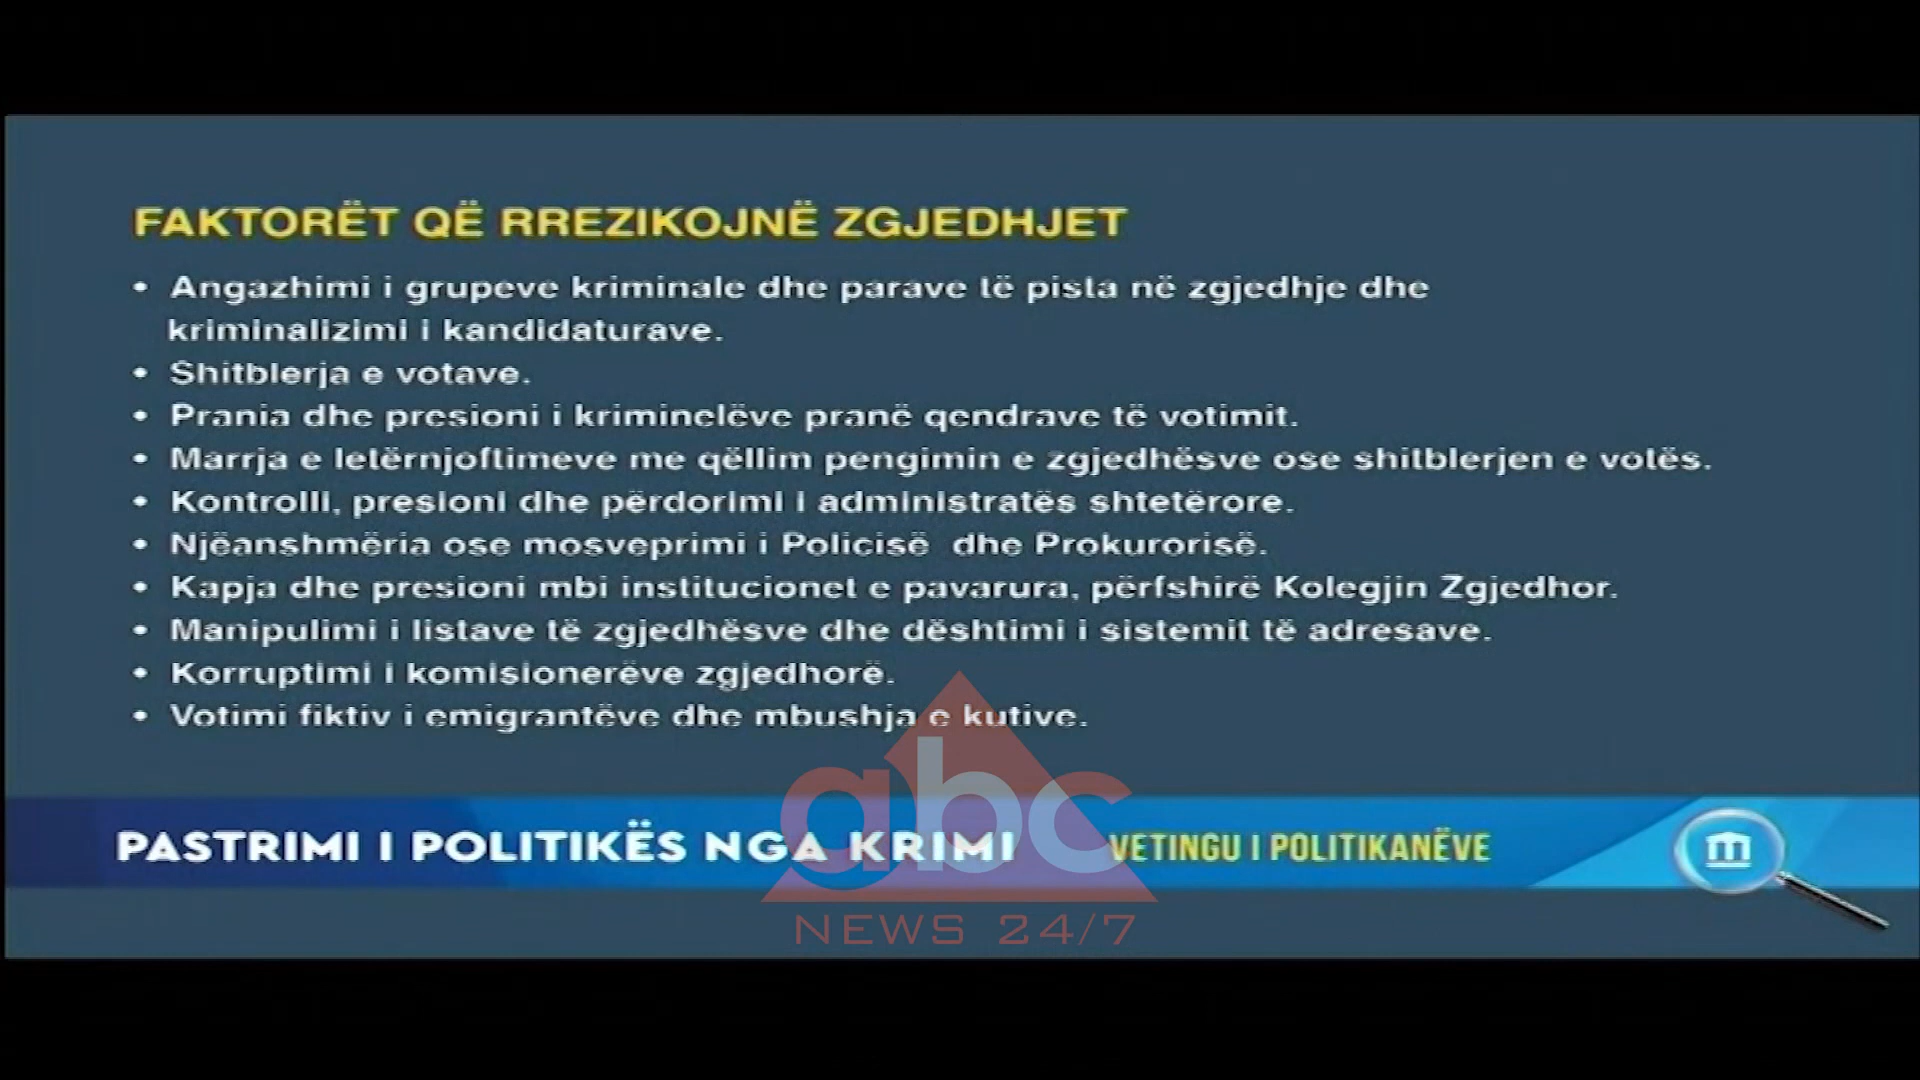 FAKTORËT QË RREZIKOJNË ZGJEDHJET
• Angazhimi i grupeve kriminale dhe parave të pista në zgjedhje dhe
kriminalizimi i kandidaturave.
• Shitblerja e votave.
• Prania dhe presioni i kriminelëve pranë qendrave të votimit.
• Marrja e letërnjoftimeve me qëllim pengimin e zgjedhësve ose shitblerjen e votës.
• Kontrolli, presioni dhe përdorimi i administratës shtetërore.
• Njëanshmëria ose mosveprimi i Policisë dhe Prokurorisë.
• Kapja dhe presioni mbi institucionet e pavarura, përfshirë Kolegjin Zgjedhor.
• Manipulimi i listave të zgjedhësve dhe dështimi i sistemit të adresave.
• Korruptimi i komisionerëve zgjedhorë.
• Votimi fiktiv i emigrantëve dhe mbushja e kutive.
PASTRIMI I POLITIKËS NGA KRIMI VETINGU I POLITIKANËVE
abc
NEWS 24/7